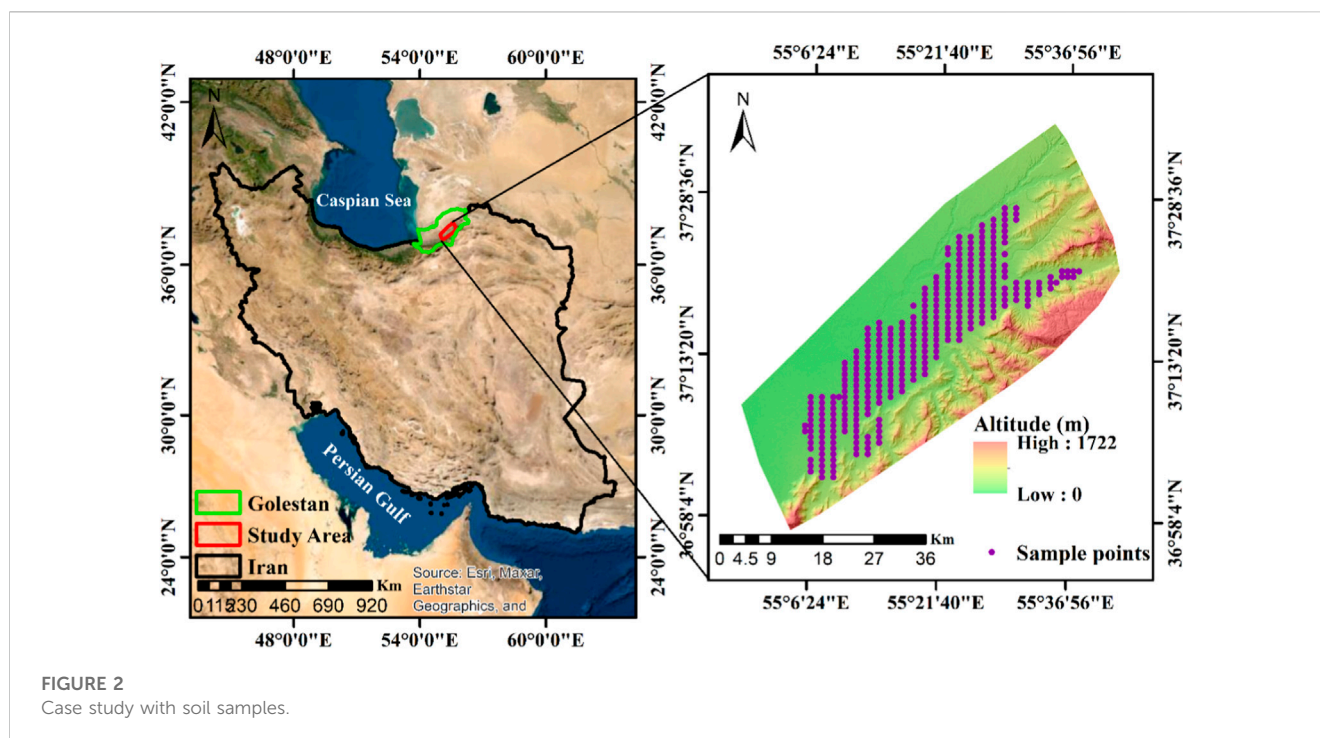 48°0'0"E 54°0'0"E 60°0'0"E
42°0'0"N
36°0'0"N
30°0'0"N
24°0'0"N
N
Caspian Sea
Persian Gulf
Golestan
Study Area
Iran
0 115 230 460 690 920 Km
Source: Esri, Maxar,
Earthstar
Geographics, and
42°0'0"N
36°0'0"N
30°0'0"N
24°0'0"N
48°0'0"E 54°0'0"E 60°0'0"E
55°6'24"E 55°21'40"E 55°36'56"E
37°28'36"N
37°13'20"N
36°58'4"N
N
Altitude (m)
High : 1722
Low : 0
0 4.5 9 18 27 36 Km
Sample points
37°28'36"N
37°13'20"N
36°58'4"N
55°6'24"E 55°21'40"E 55°36'56"E
FIGURE 2
Case study with soil samples.